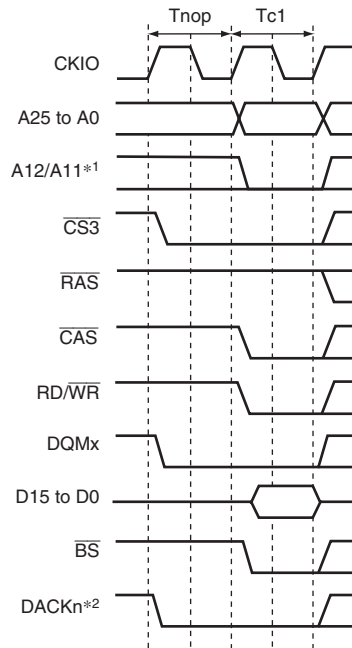 Tnop Tc1
CKIO
A25 to A0
A12/A11*1
CS3
RAS
CAS
RD/WR
DQMx
D15 to D0
BS
DACKn*2